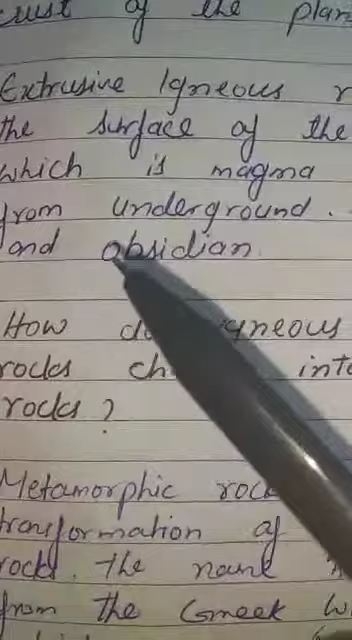 crust of the plan
Extrusive Igneous r
the surface of the
which is magma
from underground.
and obsidian
How igneous
rocks ch into
rocks?
Metamorphic rock
transformation of
rocks. The name
from the Greek w